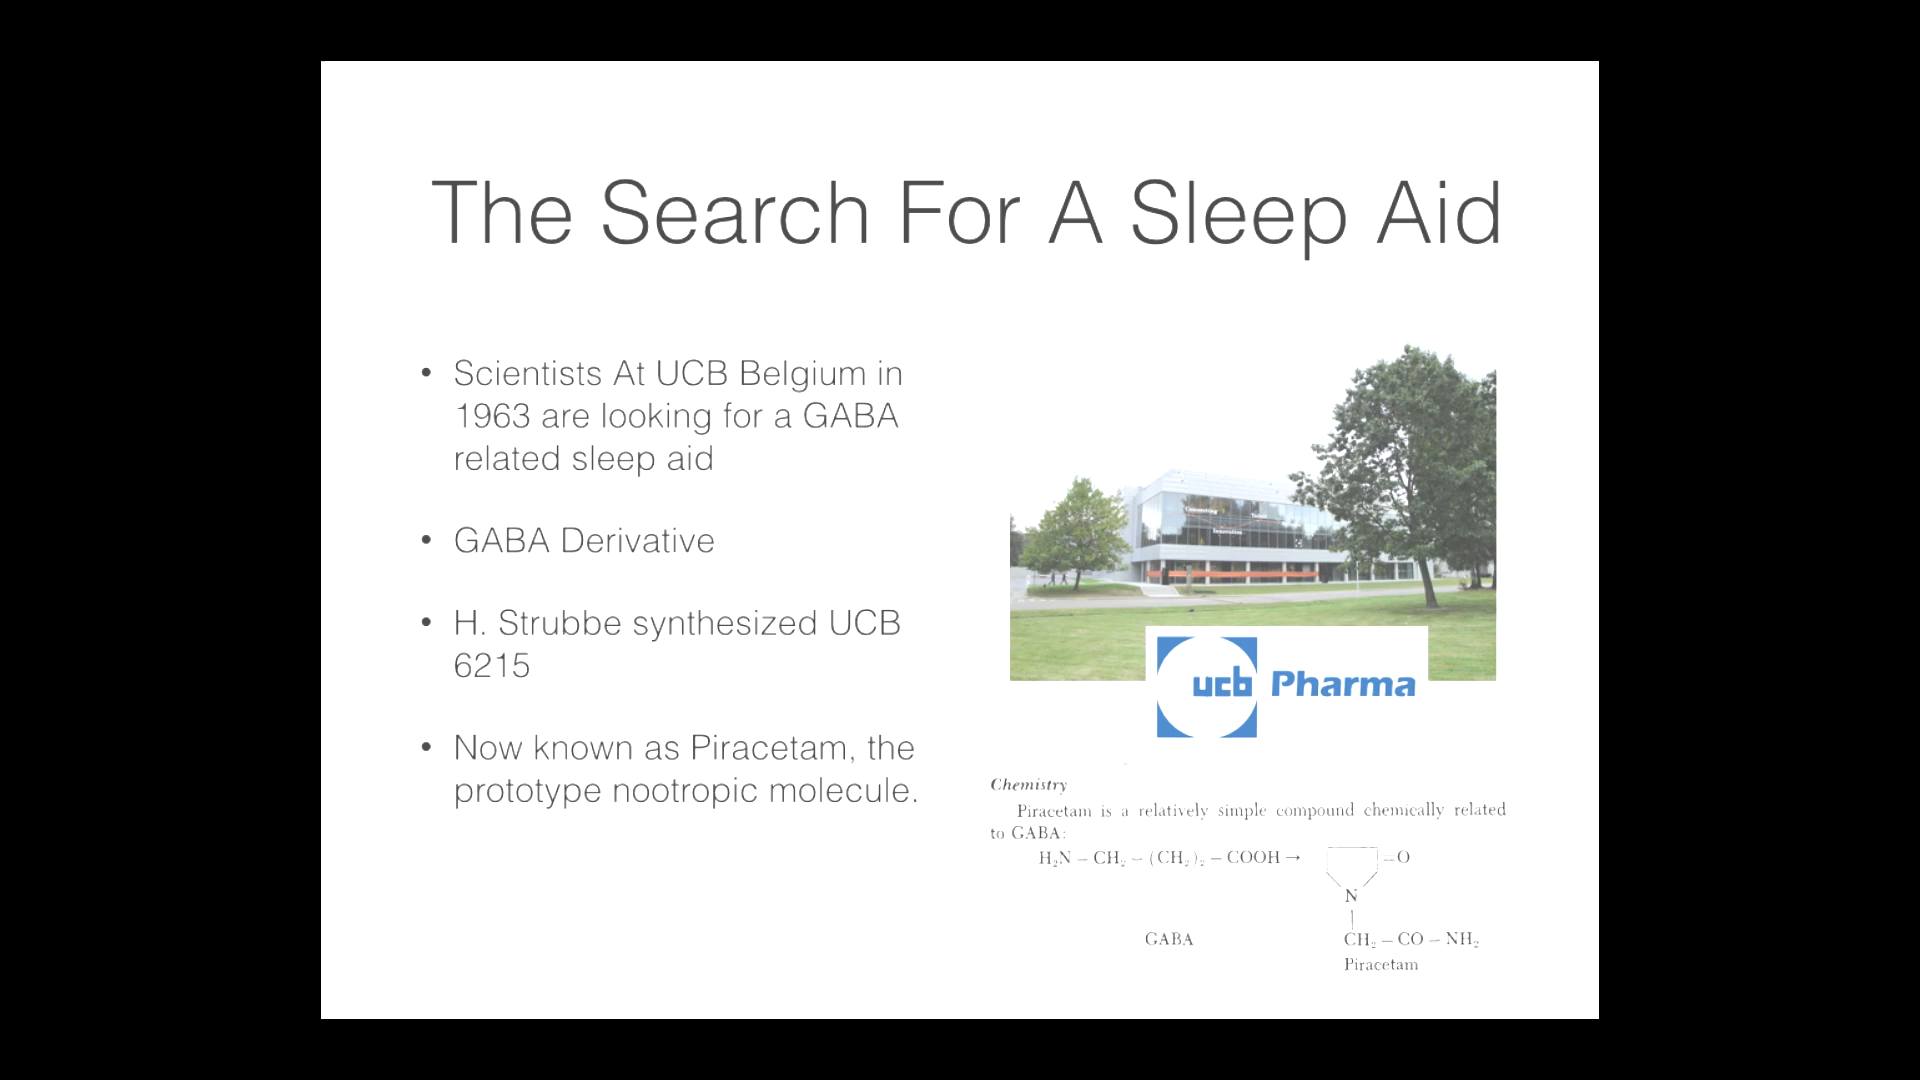 The Search For A Sleep Aid
• Scientists At UCB Belgium in
1963 are looking for a GABA
related sleep aid
• GABA Derivative
• H. Strubbe synthesized UCB
6215
• Now known as Piracetam, the
prototype nootropic molecule.
ucb Pharma
Chemistry
Piracetam is a relatively simple compound chemically related
to GABA:
H₂N – CH₂ – (CH₂)₂ – COOH →
=O
N
GABA
CH₂ – CO – NH₂
Piracetam